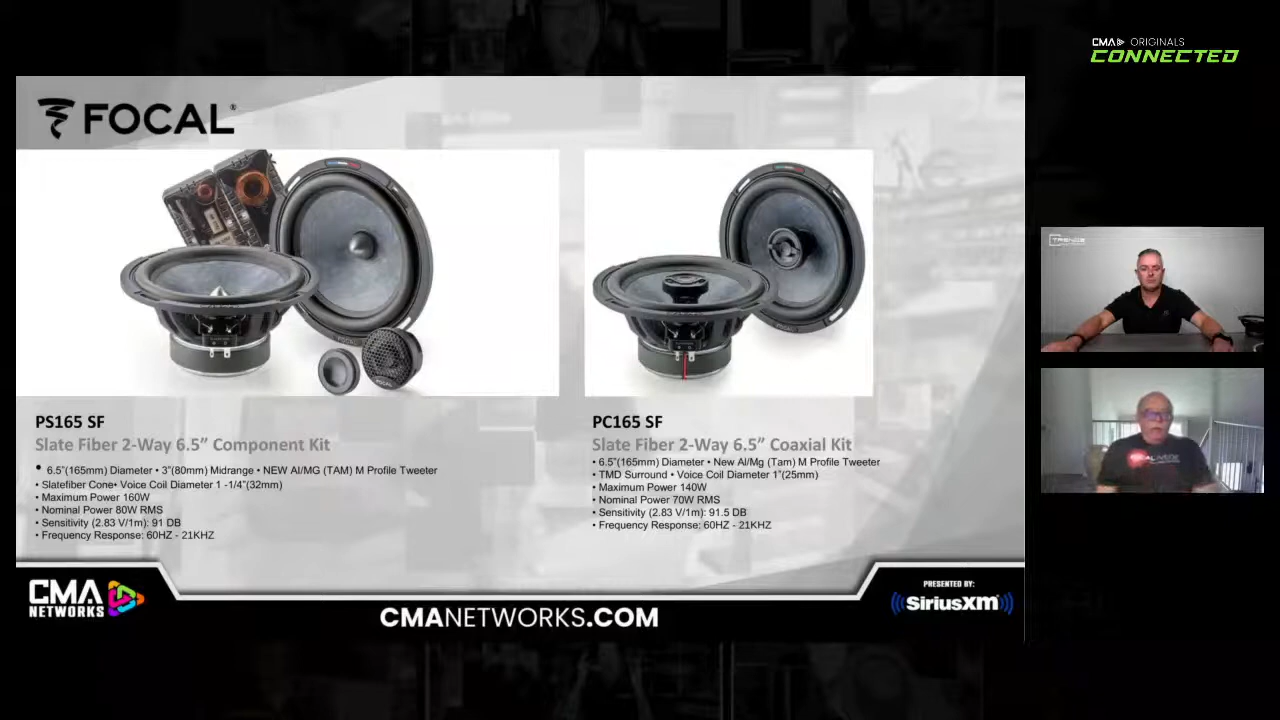 CMA ORIGINALS
CONNECTED
FOCAL®
FOCAL
PS165 SF
Slate Fiber 2-Way 6.5” Component Kit
• 6.5”(165mm) Diameter • 3”(80mm) Midrange • NEW Al/MG (TAM) M Profile Tweeter
• Slatefiber Cone• Voice Coil Diameter 1 -1/4”(32mm)
• Maximum Power 160W
• Nominal Power 80W RMS
• Sensitivity (2.83 V/1m): 91 DB
• Frequency Response: 60HZ - 21KHZ
PC165 SF
Slate Fiber 2-Way 6.5” Coaxial Kit
• 6.5”(165mm) Diameter • New Al/Mg (Tam) M Profile Tweeter
• TMD Surround • Voice Coil Diameter 1”(25mm)
• Maximum Power 140W
• Nominal Power 70W RMS
• Sensitivity (2.83 V/1m): 91.5 DB
• Frequency Response: 60HZ - 21KHZ
TRENDS
CMA
NETWORKS
CMANETWORKS.COM
PRESENTED BY:
SiriusXM